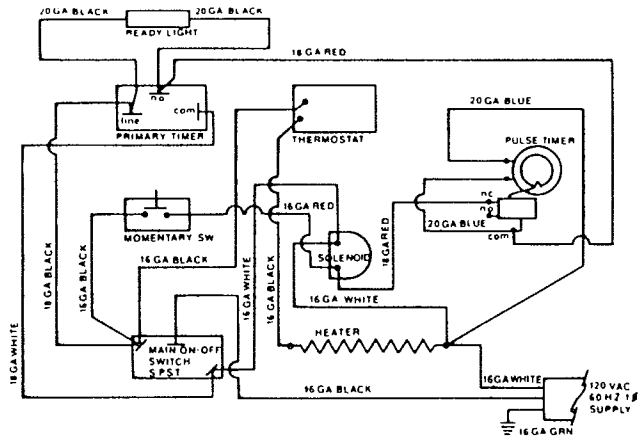 20 GA BLACK
20 GA BLACK
READY LIGHT
18 GA RED
no
com
line
PRIMARY TIMER
THERMOSTAT
20 GA BLUE
PULSE TIMER
nc
no
20 GA BLUE
com
16 GA RED
MOMENTARY SW
SOLENOID
18 GA RED
16 GA BLACK
18 GA BLACK
16 GA BLACK
16 GA WHITE
16 GA BLACK
16 GA WHITE
18 GA WHITE
MAIN ON-OFF
SWITCH
SPST
HEATER
16 GA BLACK
16 GA WHITE
120 VAC
60 HZ 1Ø
SUPPLY
16 GA GRN